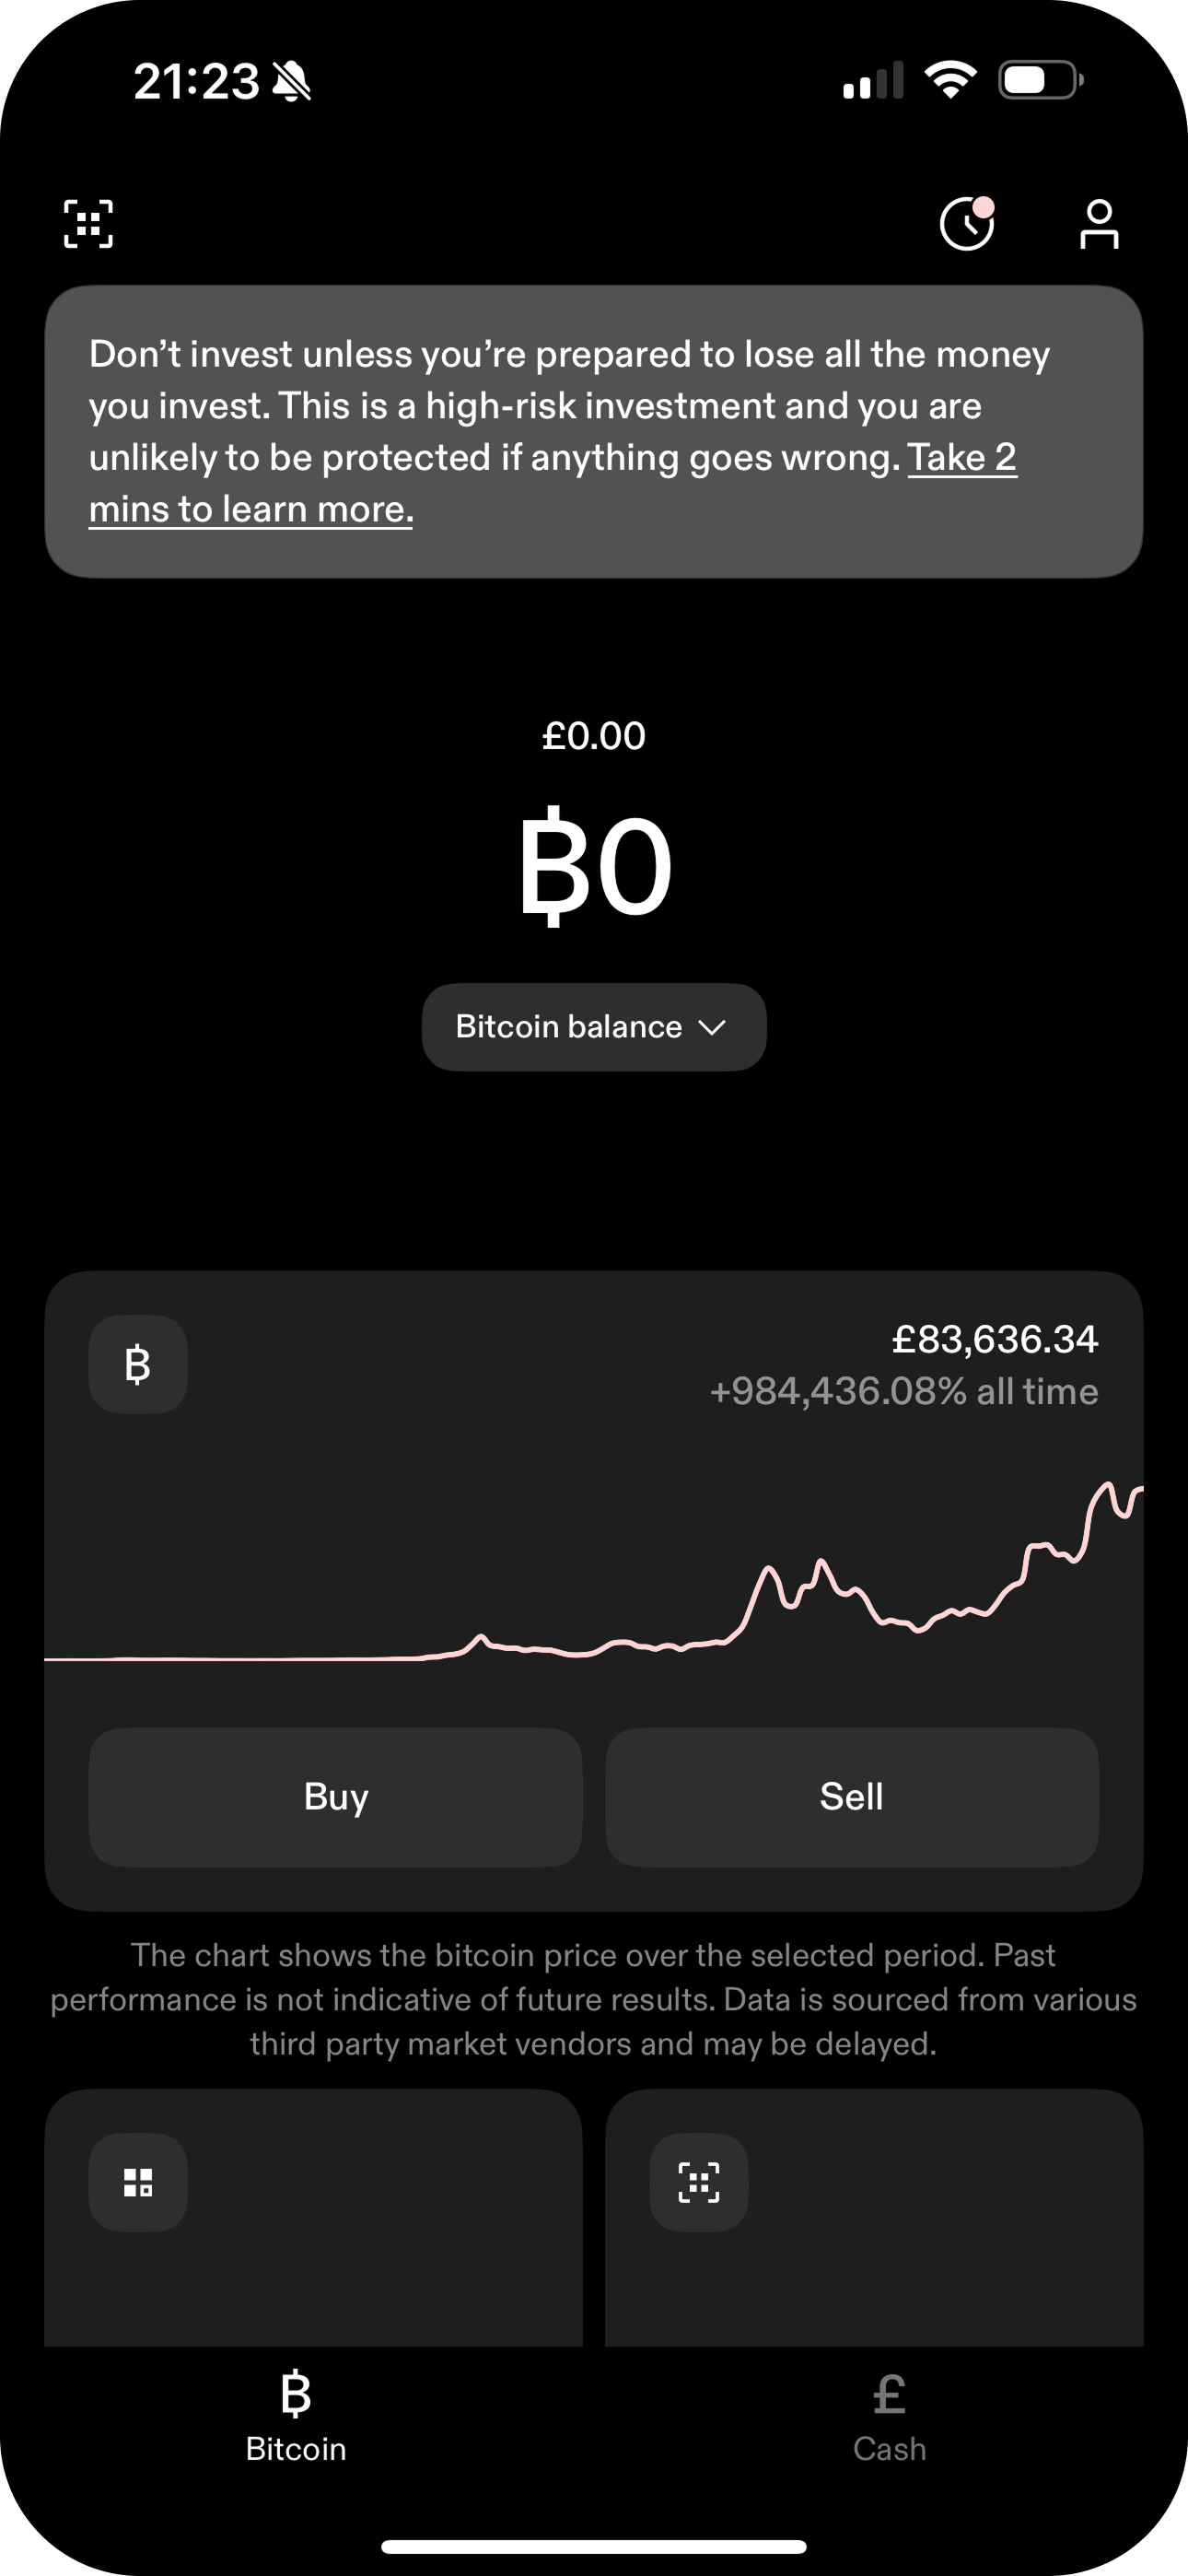 21:23
Don’t invest unless you’re prepared to lose all the money
you invest. This is a high-risk investment and you are
unlikely to be protected if anything goes wrong. Take 2
mins to learn more.
£0.00
₿0
Bitcoin balance
₿
£83,636.34
+984,436.08% all time
Buy
Sell
The chart shows the bitcoin price over the selected period. Past
performance is not indicative of future results. Data is sourced from various
third party market vendors and may be delayed.
₿
Bitcoin
£
Cash